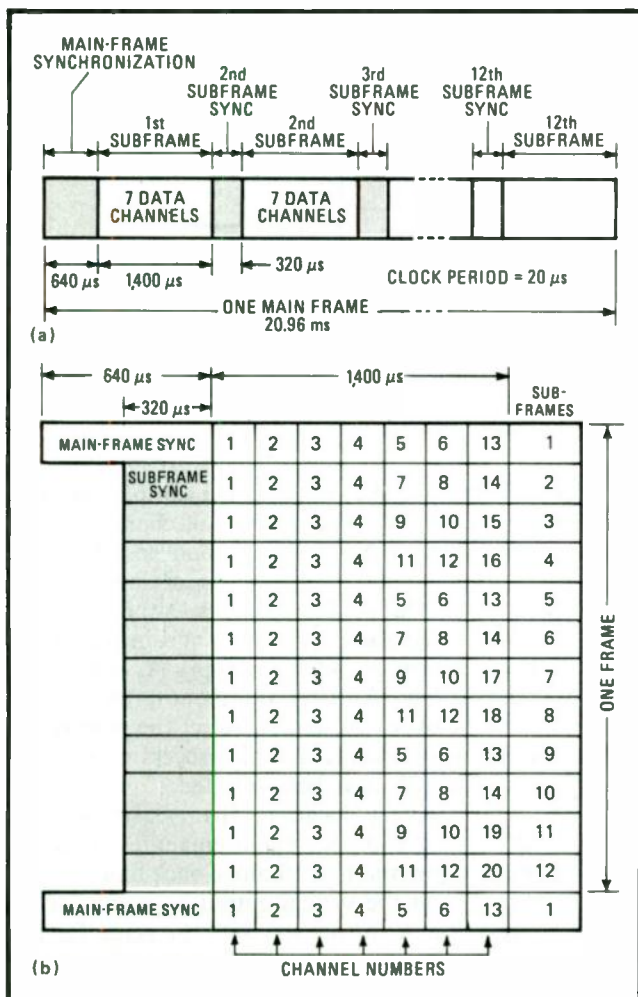 MAIN-FRAME
SYNCHRONIZATION
2nd
SUBFRAME
SYNC
3rd
SUBFRAME
SYNC
12th
SUBFRAME
SYNC
1st
SUBFRAME
2nd
SUBFRAME
12th
SUBFRAME
7 DATA
CHANNELS
7 DATA
CHANNELS
640 µs
1,400 µs
320 µs
CLOCK PERIOD = 20 µs
ONE MAIN FRAME
20.96 ms
(a)
640 µs
1,400 µs
320 µs
SUB-
FRAMES
MAIN-FRAME SYNC 1 2 3 4 5 6 13 1
SUBFRAME
SYNC
1 2 3 4 7 8 14 2
1 2 3 4 9 10 15 3
1 2 3 4 11 12 16 4
1 2 3 4 5 6 13 5
1 2 3 4 7 8 14 6
1 2 3 4 9 10 17 7
1 2 3 4 11 12 18 8
1 2 3 4 5 6 13 9
1 2 3 4 7 8 14 10
1 2 3 4 9 10 19 11
1 2 3 4 11 12 20 12
MAIN-FRAME SYNC 1 2 3 4 5 6 13 1
ONE FRAME
(b)
CHANNEL NUMBERS